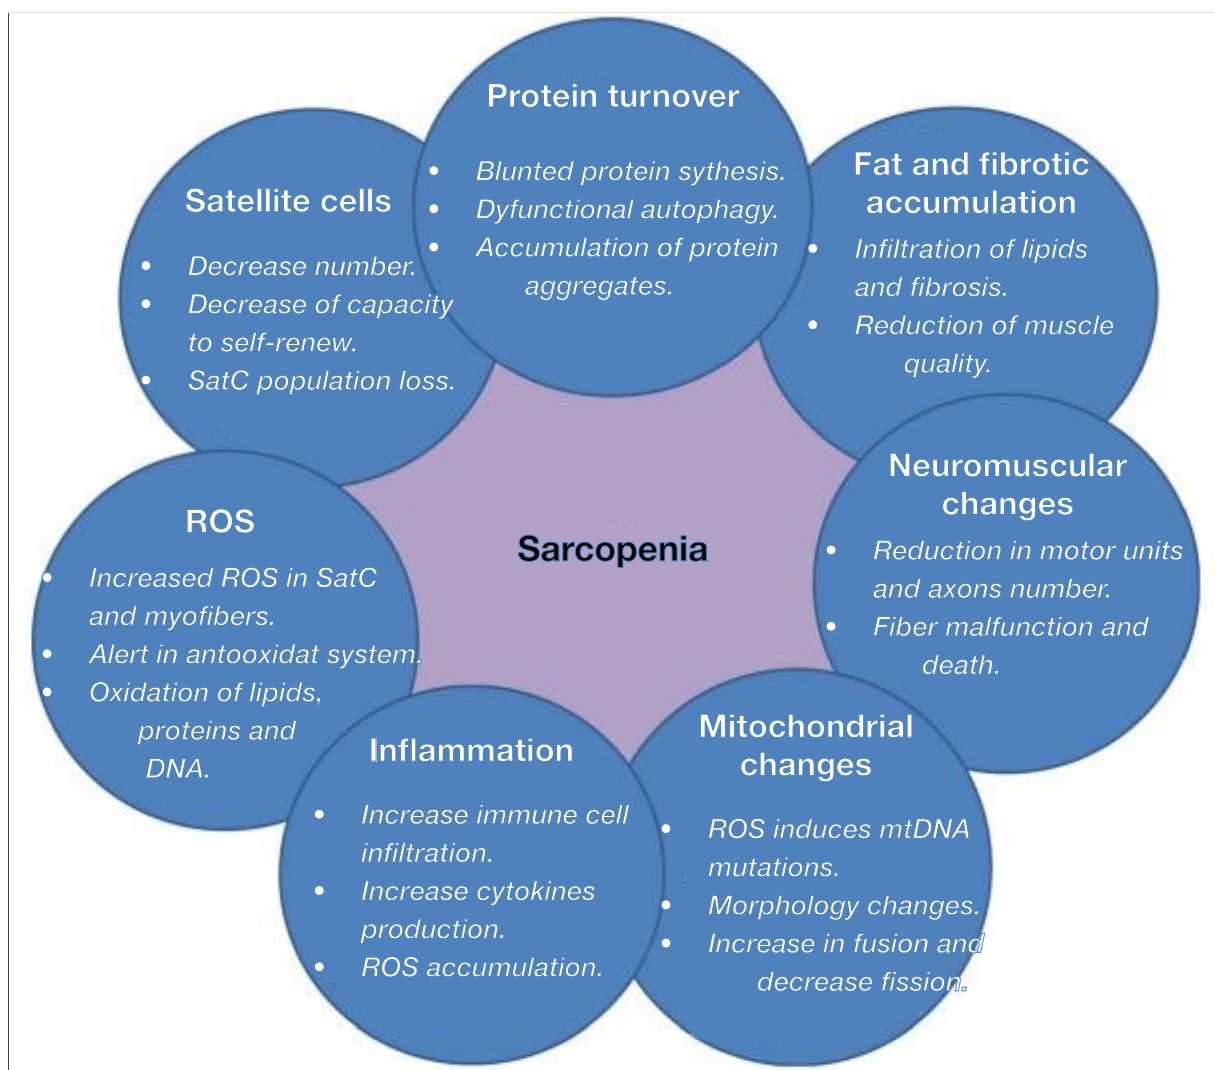 Protein turnover
• Blunted protein sythesis.
• Dyfunctional autophagy.
• Accumulation of protein
aggregates.
Fat and fibrotic
accumulation
• Infiltration of lipids
and fibrosis.
• Reduction of muscle
quality.
Neuromuscular
changes
• Reduction in motor units
and axons number.
• Fiber malfunction and
death.
Mitochondrial
changes
• ROS induces mtDNA
mutations.
• Morphology changes.
• Increase in fusion and
decrease fission.
Inflammation
• Increase immune cell
infiltration.
• Increase cytokines
production.
• ROS accumulation.
ROS
• Increased ROS in SatC
and myofibers.
• Alert in antooxidat system.
• Oxidation of lipids,
proteins and
DNA.
Satellite cells
• Decrease number.
• Decrease of capacity
to self-renew.
• SatC population loss.
Sarcopenia